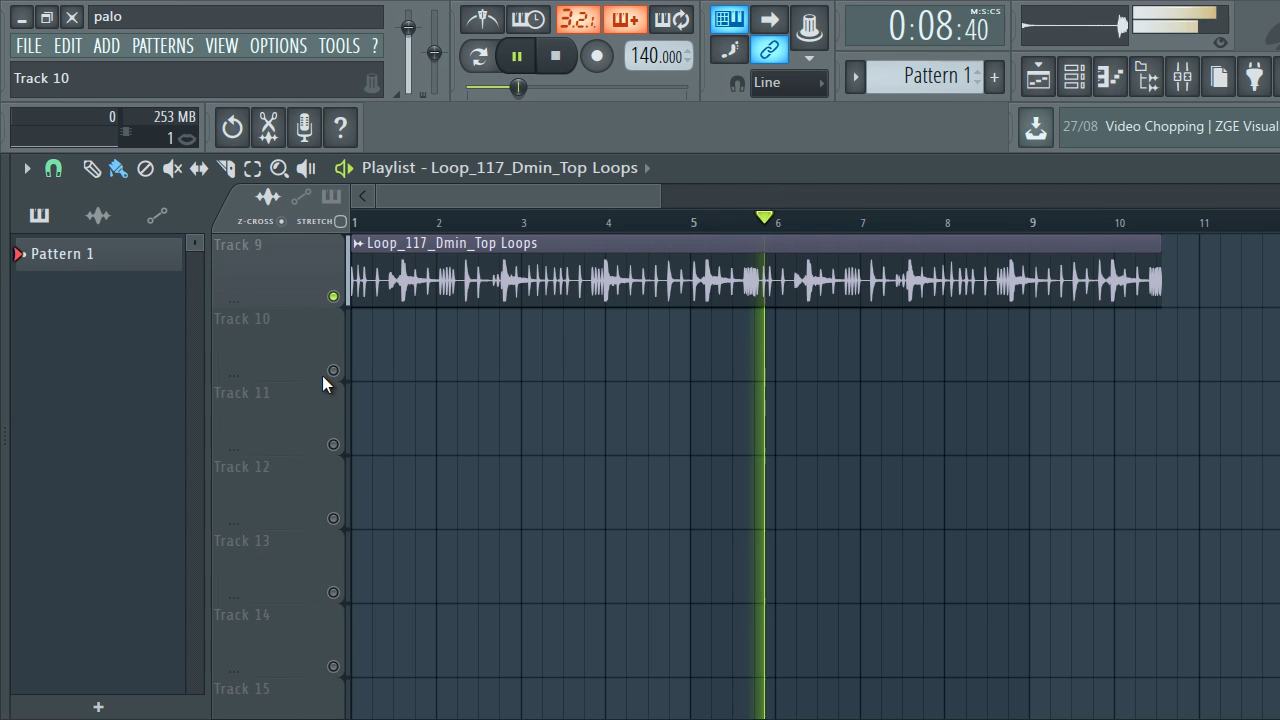 palo
FILE EDIT ADD PATTERNS VIEW OPTIONS TOOLS ?
Track 10
3.2.1
140.000
Line
0:08:40
M:S:CS
Pattern 1
+
0
253 MB
1
?
27/08 Video Chopping | ZGE Visual
Playlist - Loop_117_Dmin_Top Loops
Z-CROSS
STRETCH
1 2 3 4 5 6 7 8 9 10 11
Pattern 1
Track 9
Loop_117_Dmin_Top Loops
...
Track 10
...
Track 11
...
Track 12
...
Track 13
...
Track 14
...
Track 15
+